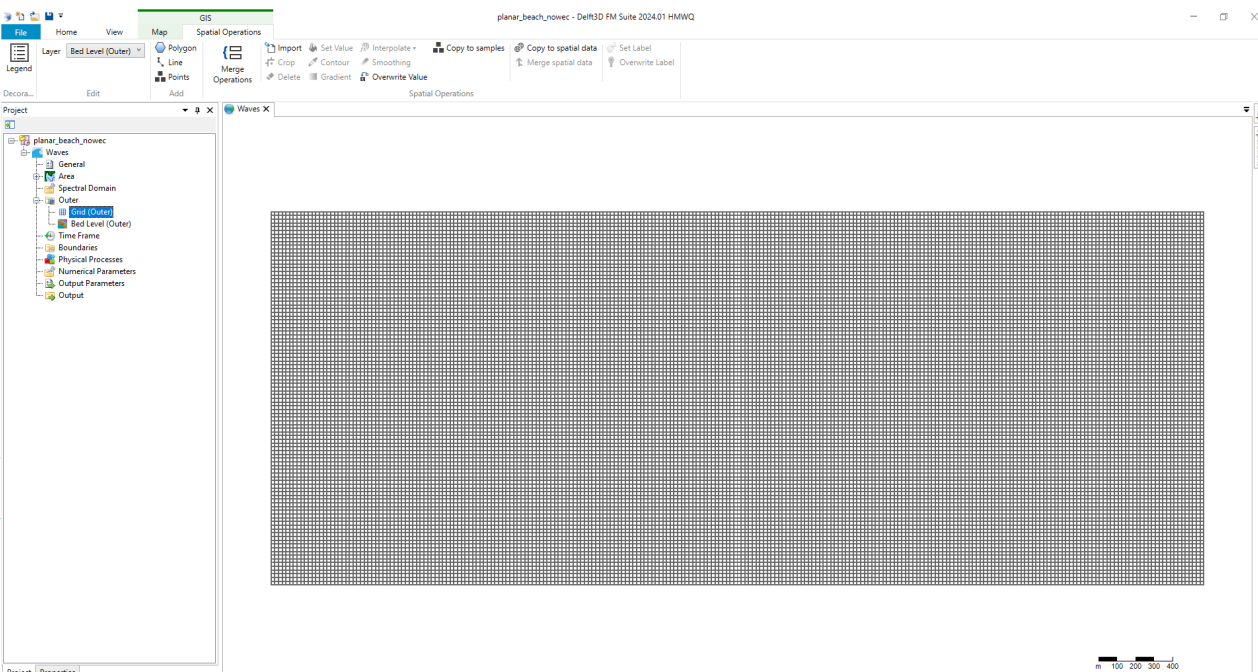 GIS
planar_beach_nowec - Delft3D FM Suite 2024.01 HMWQ
File Home View Map Spatial Operations
Legend
Layer Bed Level (Outer)
Polygon
Line
Points
Merge Operations
Import Set Value Interpolate Copy to samples Copy to spatial data Set Label
Crop Contour Smoothing Merge spatial data Overwrite Label
Delete Gradient Overwrite Value
Decora... Edit Add Spatial Operations
Project
Waves
planar_beach_nowec
Waves
General
Area
Spectral Domain
Outer
Grid (Outer)
Bed Level (Outer)
Time Frame
Boundaries
Physical Processes
Numerical Parameters
Output Parameters
Output
m 100 200 300 400
Project Properties